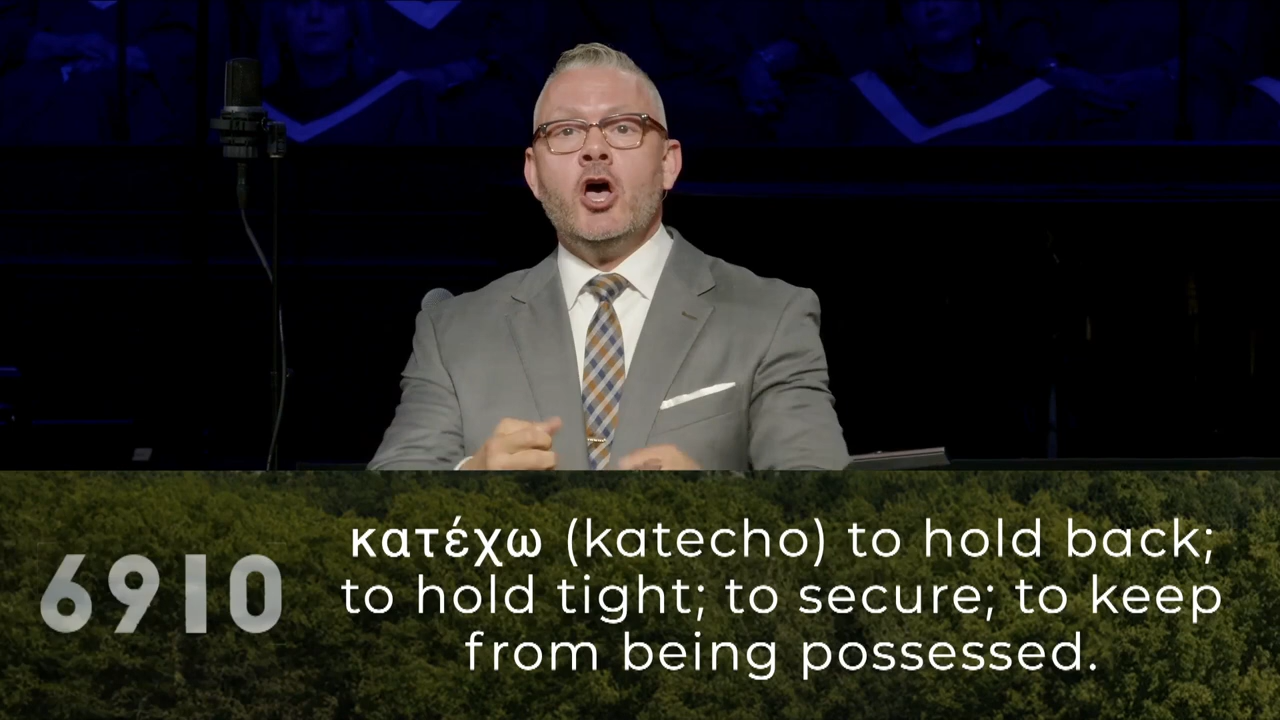 6910
κατέχω (katecho) to hold back;
to hold tight; to secure; to keep
from being possessed.